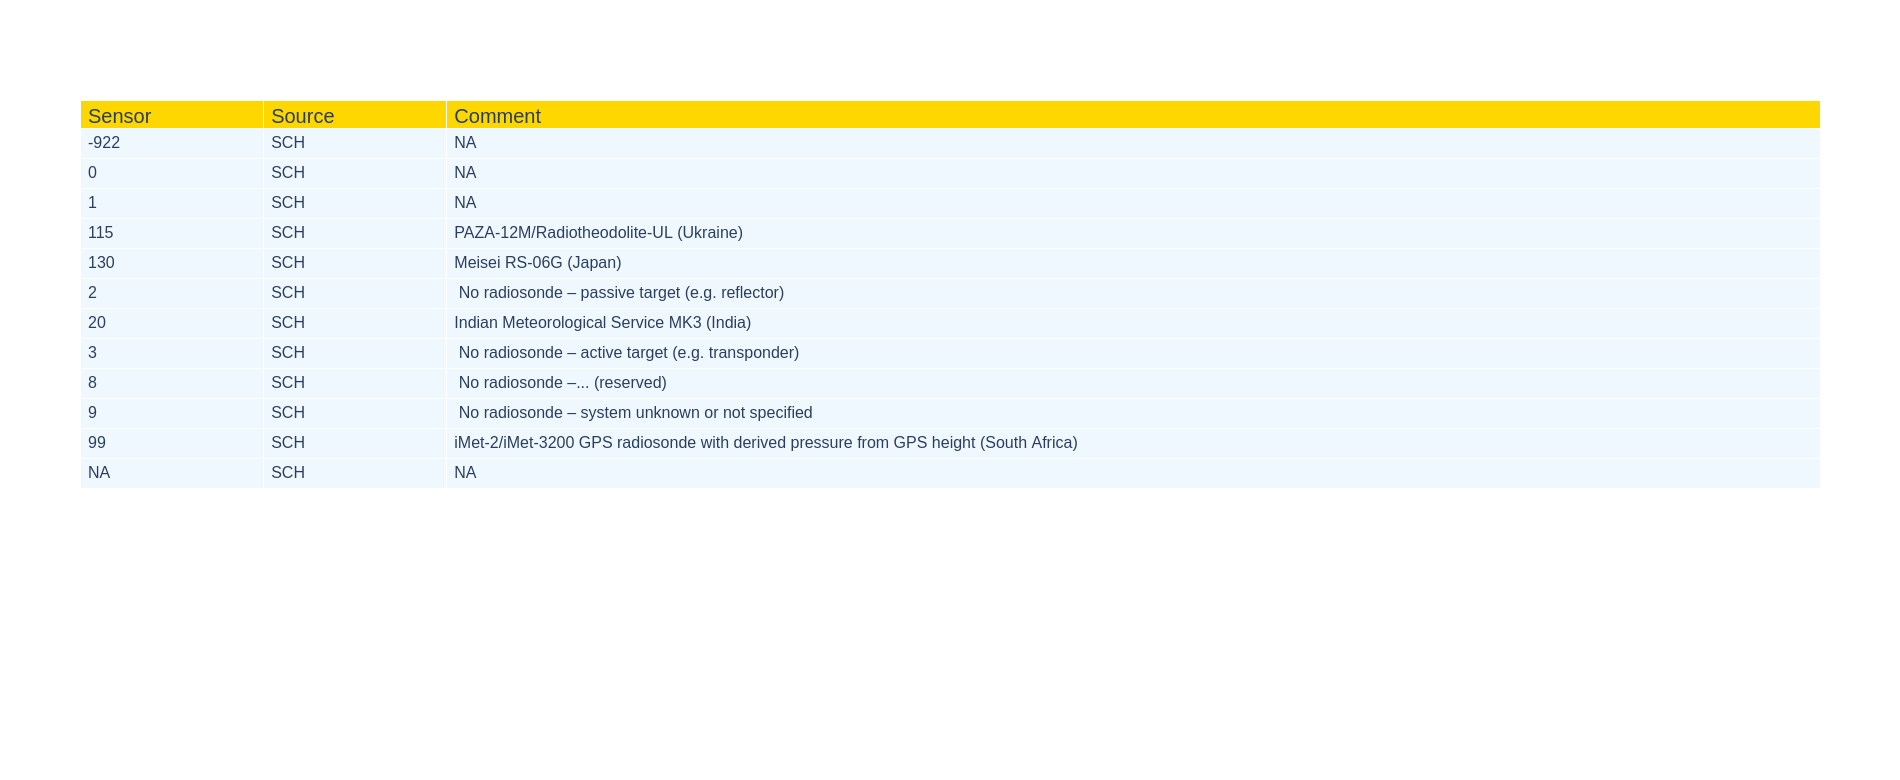 Sensor Source Comment
-922 SCH NA
0 SCH NA
1 SCH NA
115 SCH PAZA-12M/Radiotheodolite-UL (Ukraine)
130 SCH Meisei RS-06G (Japan)
2 SCH No radiosonde – passive target (e.g. reflector)
20 SCH Indian Meteorological Service MK3 (India)
3 SCH No radiosonde – active target (e.g. transponder)
8 SCH No radiosonde –... (reserved)
9 SCH No radiosonde – system unknown or not specified
99 SCH iMet-2/iMet-3200 GPS radiosonde with derived pressure from GPS height (South Africa)
NA SCH NA